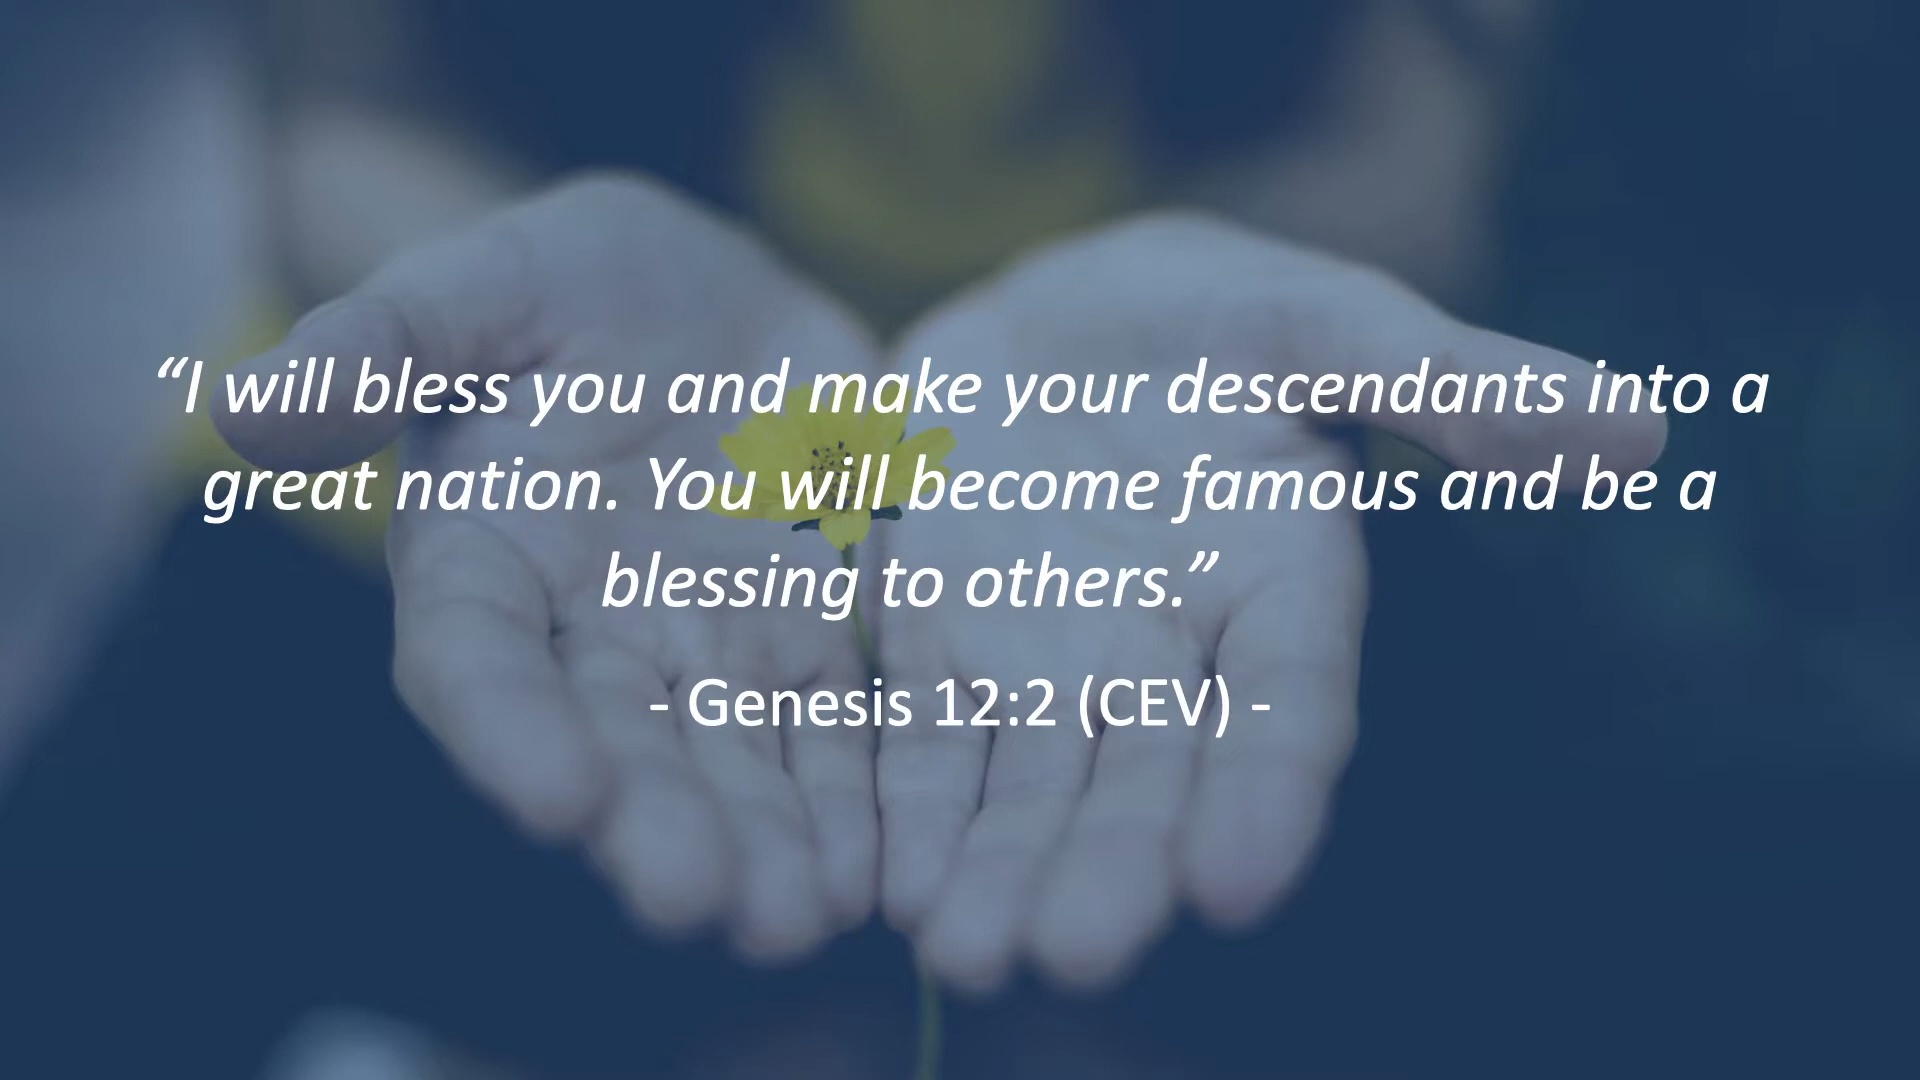 “I will bless you and make your descendants into a
great nation. You will become famous and be a
blessing to others.”
- Genesis 12:2 (CEV) -